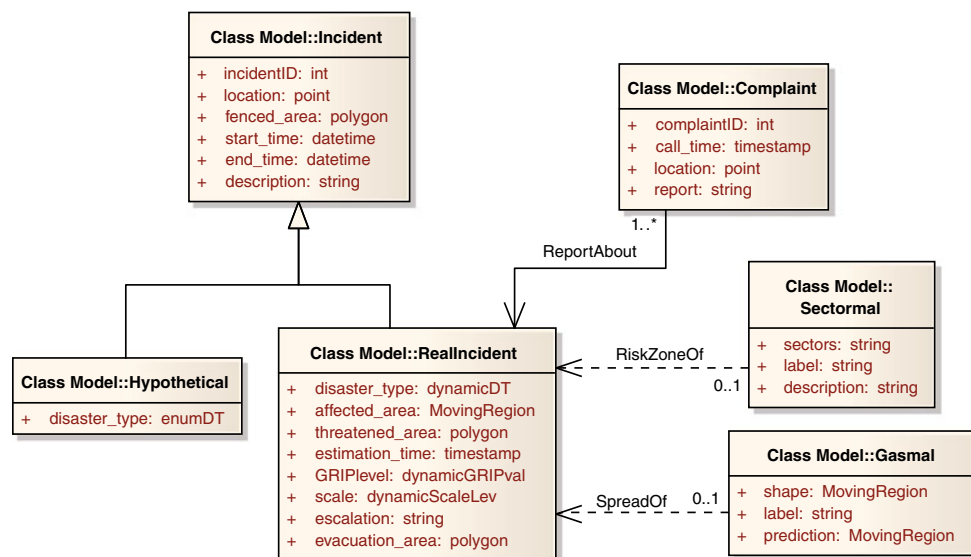 Class Model::Incident
+ incidentID: int
+ location: point
+ fenced_area: polygon
+ start_time: datetime
+ end_time: datetime
+ description: string
Class Model::Complaint
+ complaintID: int
+ call_time: timestamp
+ location: point
+ report: string
1..*
ReportAbout
Class Model::
Sectormal
+ sectors: string
+ label: string
+ description: string
RiskZoneOf
0..1
Class Model::Hypothetical
+ disaster_type: enumDT
Class Model::RealIncident
+ disaster_type: dynamicDT
+ affected_area: MovingRegion
+ threatened_area: polygon
+ estimation_time: timestamp
+ GRIPlevel: dynamicGRIPval
+ scale: dynamicScaleLev
+ escalation: string
+ evacuation_area: polygon
SpreadOf
0..1
Class Model::Gasmal
+ shape: MovingRegion
+ label: string
+ prediction: MovingRegion